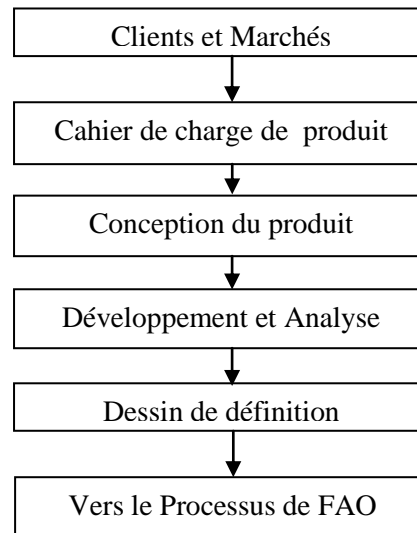 Clients et Marchés
Cahier de charge de produit
Conception du produit
Développement et Analyse
Dessin de définition
Vers le Processus de FAO